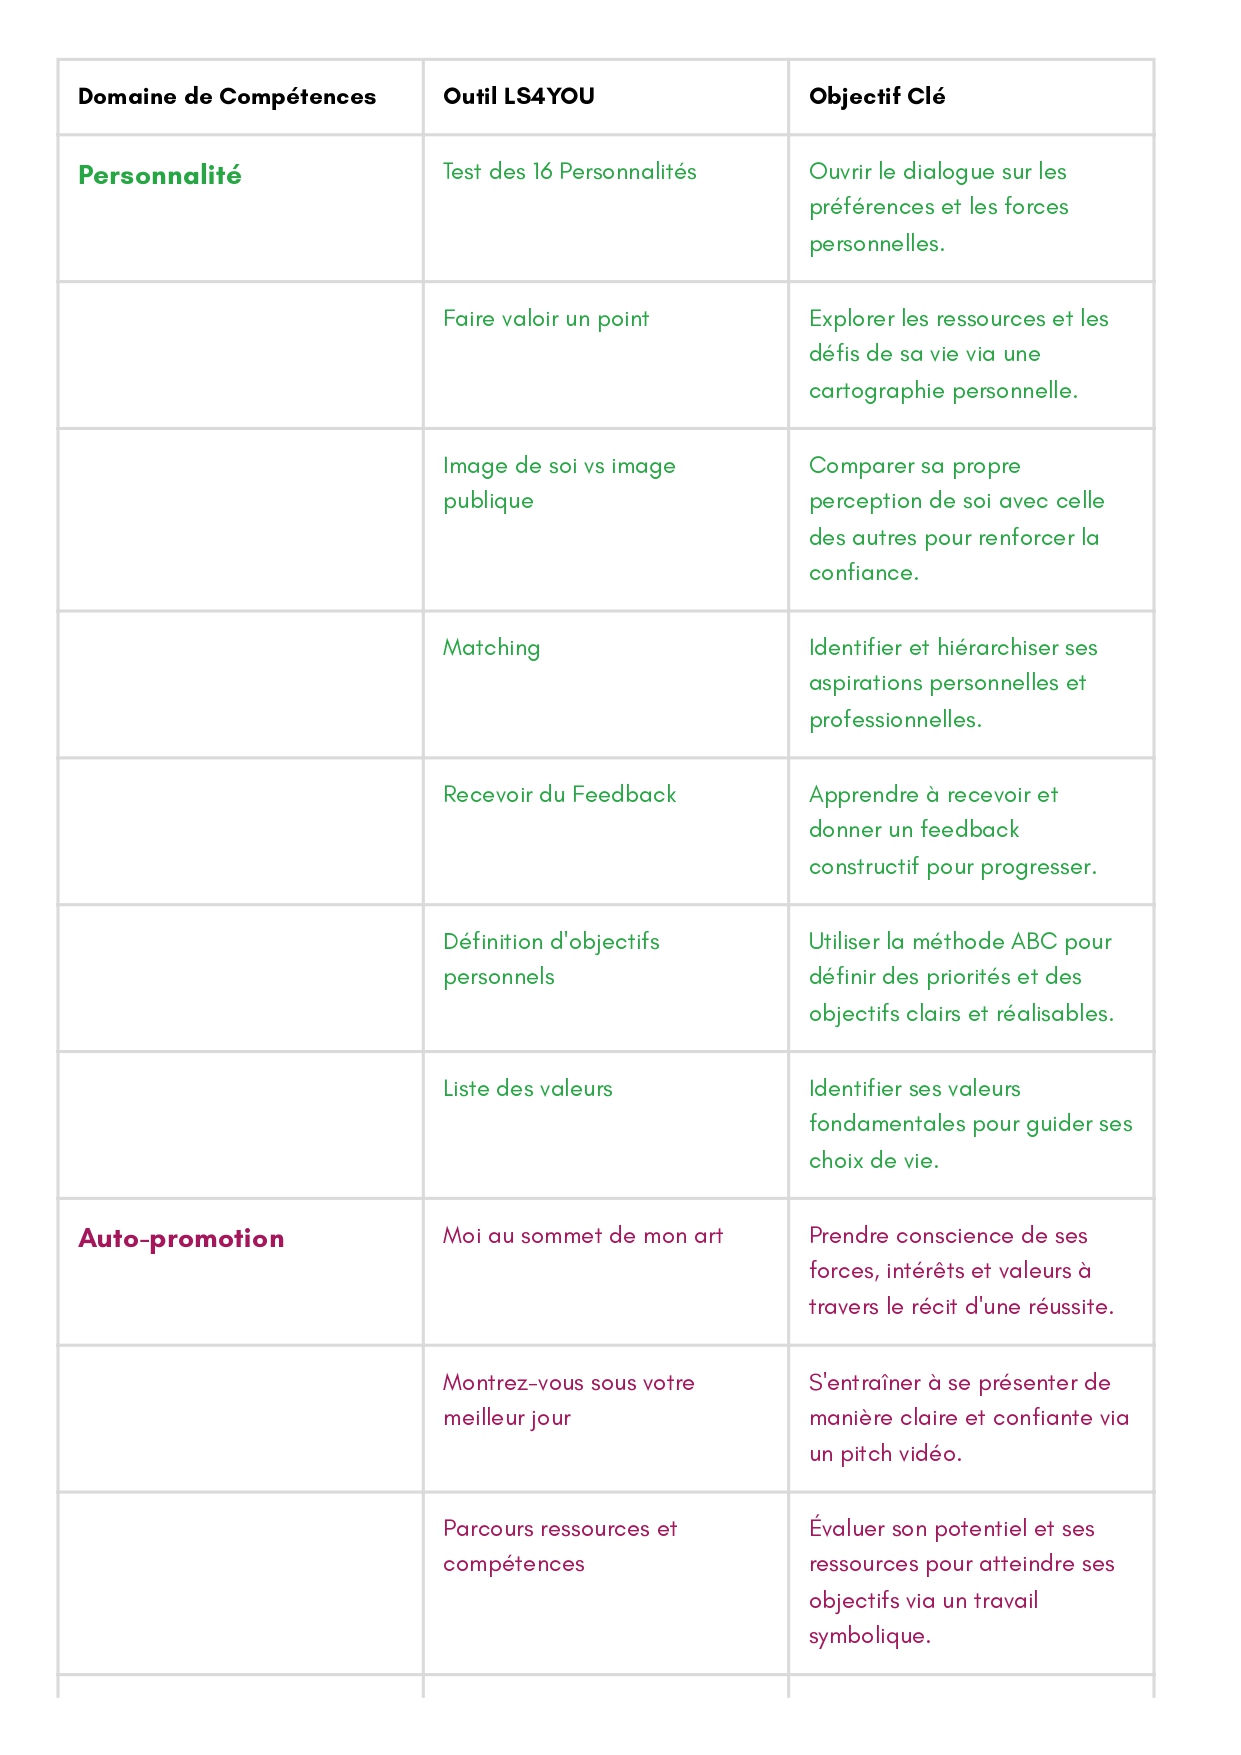 Domaine de Compétences
Outil LS4YOU
Objectif Clé
Personnalité
Test des 16 Personnalités
Ouvrir le dialogue sur les
préférences et les forces
personnelles.
Faire valoir un point
Explorer les ressources et les
défis de sa vie via une
cartographie personnelle.
Image de soi vs image
publique
Comparer sa propre
perception de soi avec celle
des autres pour renforcer la
confiance.
Matching
Identifier et hiérarchiser ses
aspirations personnelles et
professionnelles.
Recevoir du Feedback
Apprendre à recevoir et
donner un feedback
constructif pour progresser.
Définition d'objectifs
personnels
Utiliser la méthode ABC pour
définir des priorités et des
objectifs clairs et réalisables.
Liste des valeurs
Identifier ses valeurs
fondamentales pour guider ses
choix de vie.
Auto-promotion
Moi au sommet de mon art
Prendre conscience de ses
forces, intérêts et valeurs à
travers le récit d'une réussite.
Montrez-vous sous votre
meilleur jour
S'entraîner à se présenter de
manière claire et confiante via
un pitch vidéo.
Parcours ressources et
compétences
Évaluer son potentiel et ses
ressources pour atteindre ses
objectifs via un travail
symbolique.